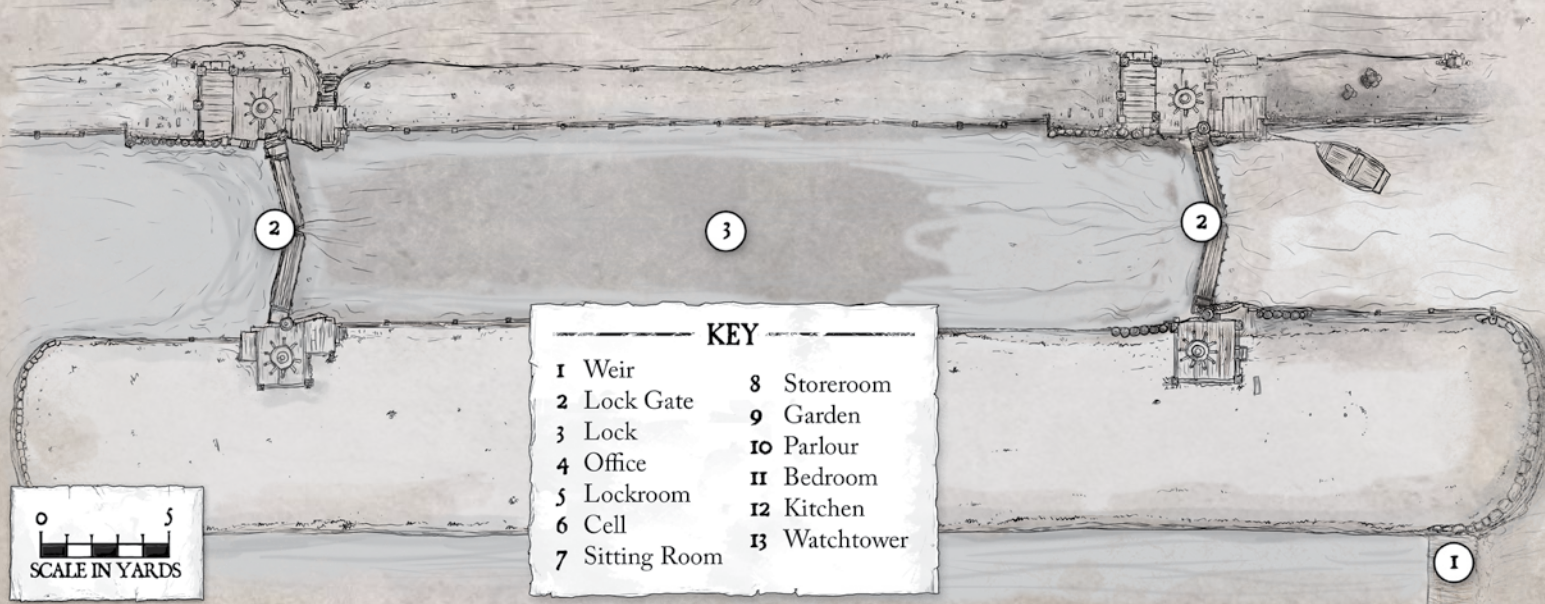 2
3
2
KEY
1 Weir
2 Lock Gate
3 Lock
4 Office
5 Lockroom
6 Cell
7 Sitting Room
8 Storeroom
9 Garden
10 Parlour
11 Bedroom
12 Kitchen
13 Watchtower
0 5
SCALE IN YARDS
1